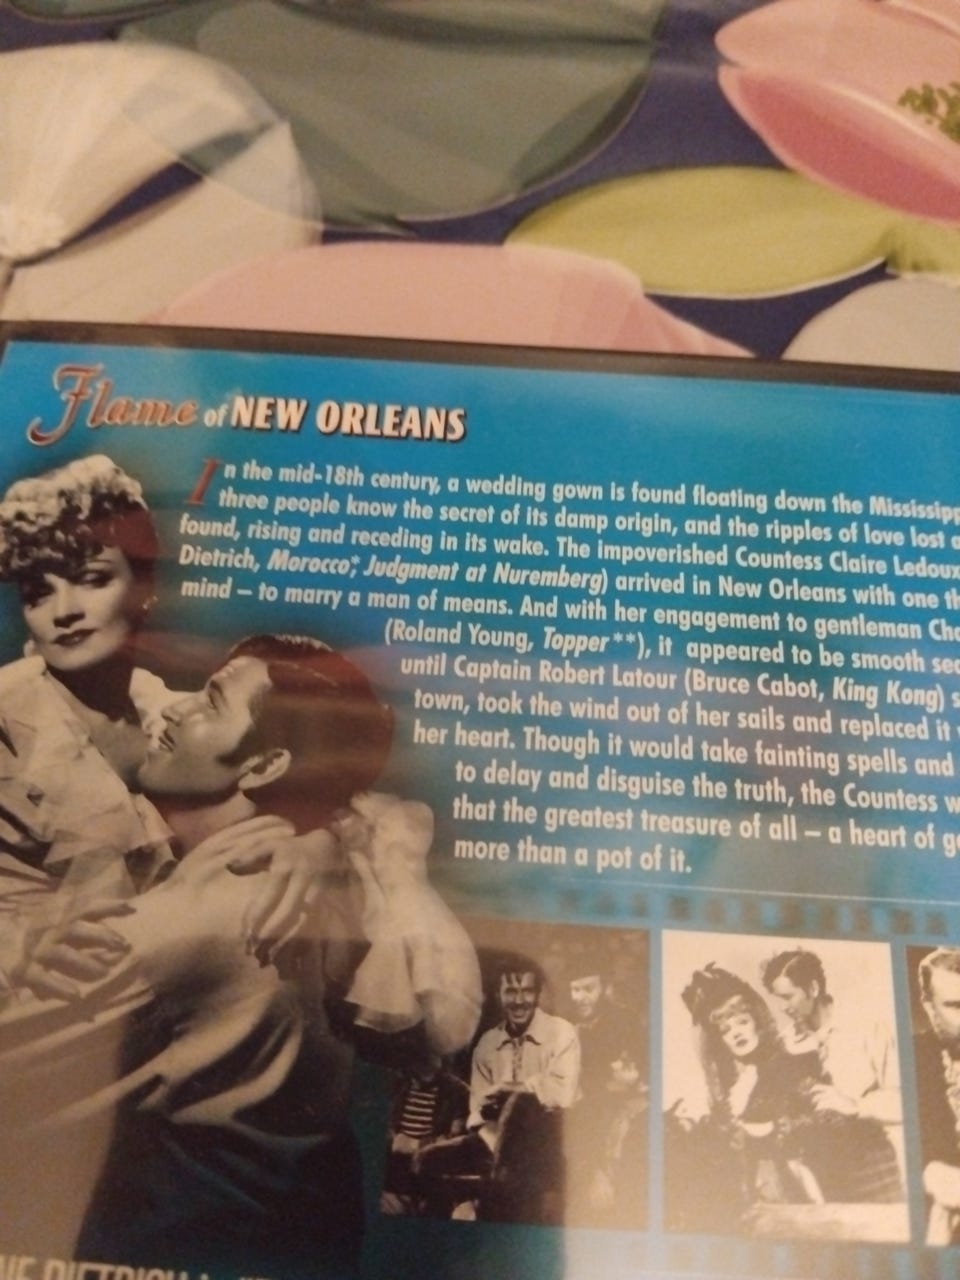 Flame of NEW ORLEANS
In the mid-18th century, a wedding gown is found floating down the Mississipp
three people know the secret of its damp origin, and the ripples of love lost a
found, rising and receding in its wake. The impoverished Countess Claire Ledoux
Dietrich, Morocco*, Judgment at Nuremberg) arrived in New Orleans with one th
mind – to marry a man of means. And with her engagement to gentleman Cha
(Roland Young, Topper**), it appeared to be smooth
until Captain Robert Latour (Bruce Cabot, King Kong) s
town, took the wind out of her sails and replaced it
her heart. Though it would take fainting spells and
to delay and disguise the truth, the Countess w
that the greatest treasure of all – a heart of
more than a pot of it.
DIETRICH